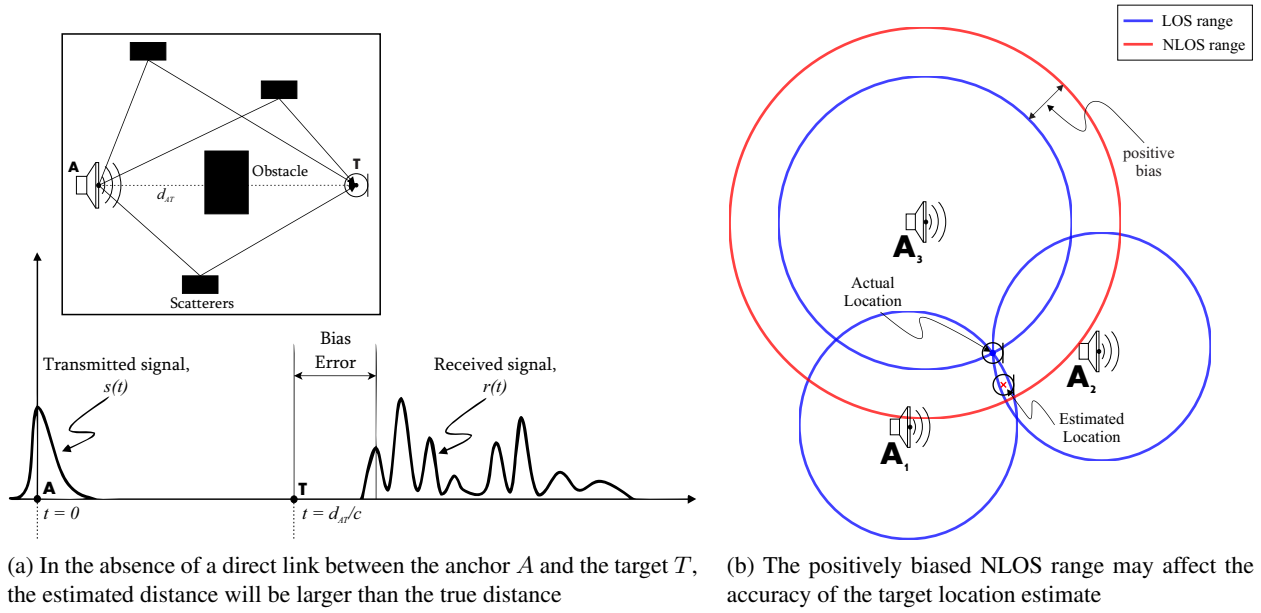 A
T
Obstacle
d_AT
Scatterers
Transmitted signal,
s(t)
Bias
Error
Received signal,
r(t)
A
T
t = 0
t = d_AT/c
(a) In the absence of a direct link between the anchor A and the target T,
the estimated distance will be larger than the true distance
LOS range
NLOS range
positive
bias
A3
Actual
Location
A2
A1
Estimated
Location
(b) The positively biased NLOS range may affect the
accuracy of the target location estimate